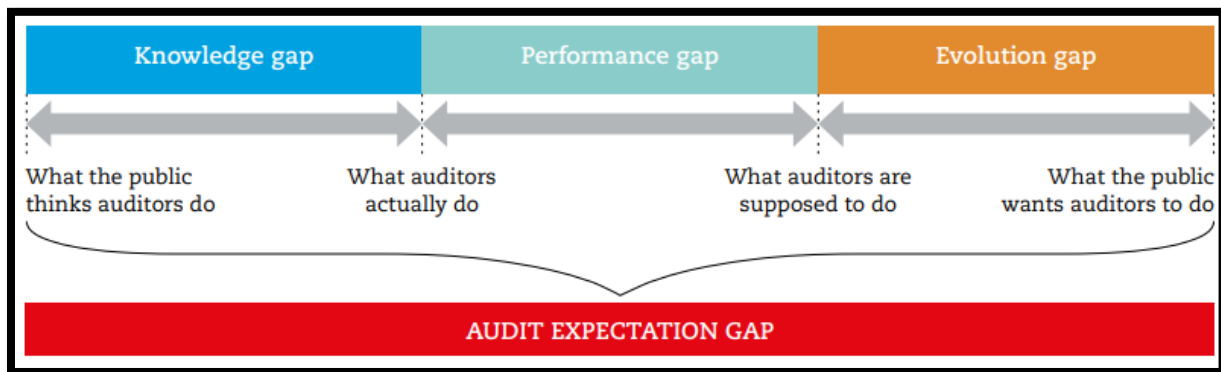 Knowledge gap
Performance gap
Evolution gap
What the public
thinks auditors do
What auditors
actually do
What auditors are
supposed to do
What the public
wants auditors to do
AUDIT EXPECTATION GAP